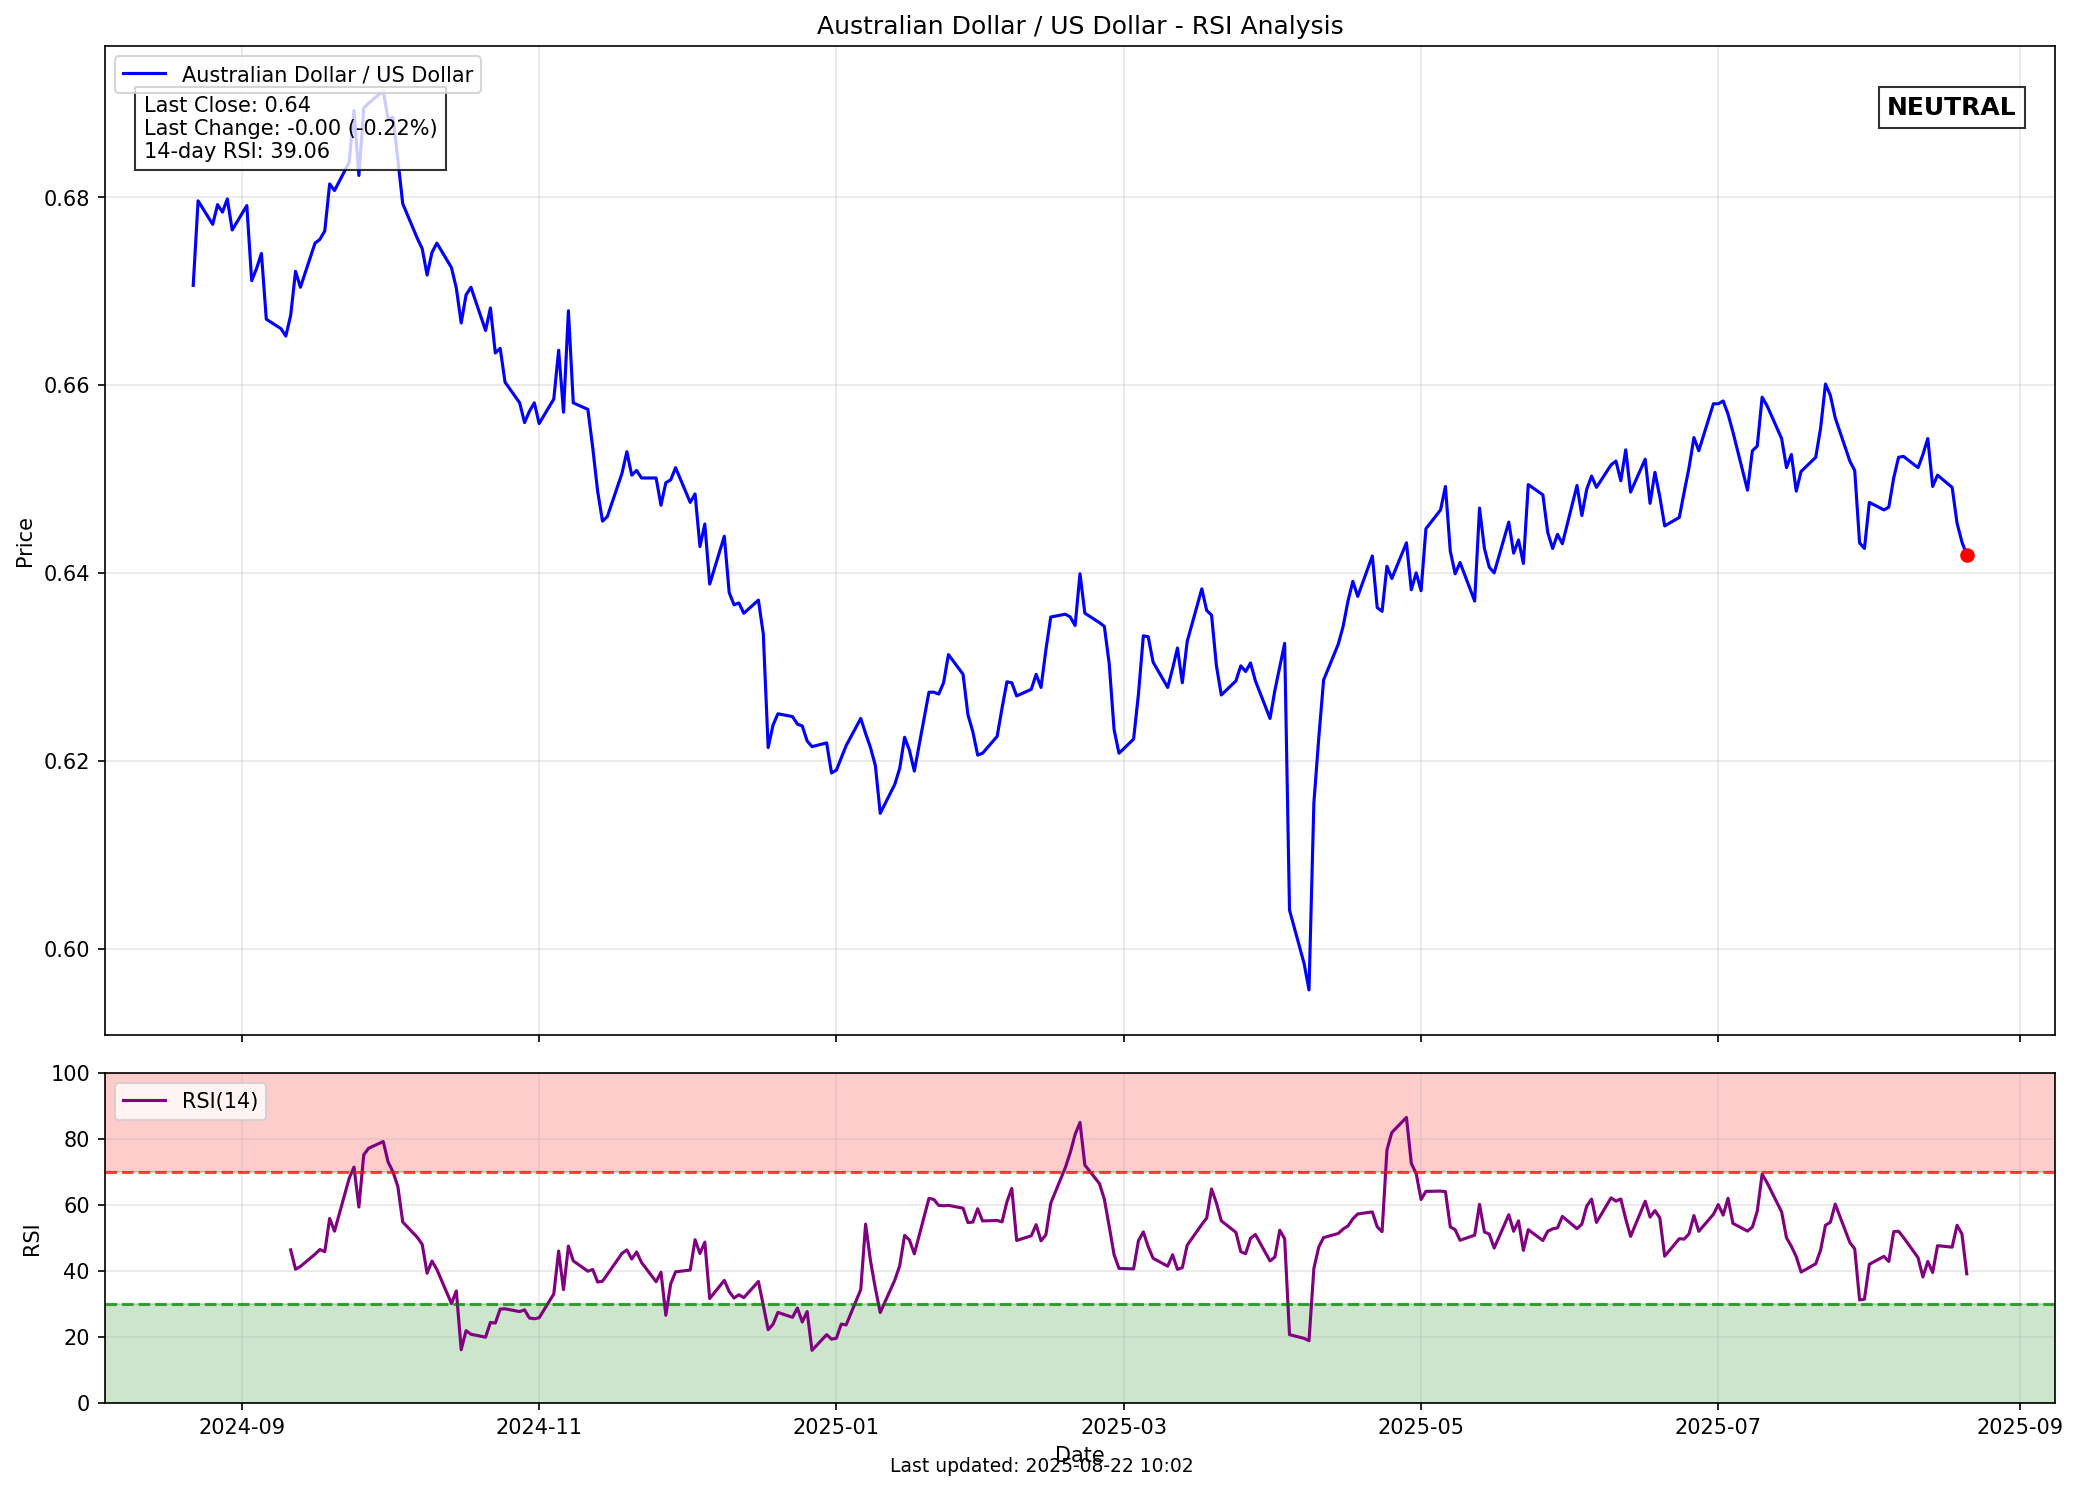 Australian Dollar / US Dollar - RSI Analysis
Australian Dollar / US Dollar
Last Close: 0.64
Last Change: -0.00 (-0.22%)
14-day RSI: 39.06
NEUTRAL
0.68
0.66
0.64
0.62
0.60
Price
RSI(14)
100
80
60
40
20
0
RSI
2024-09
2024-11
2025-01
2025-03
2025-05
2025-07
2025-09
Date
Last updated: 2025-08-22 10:02